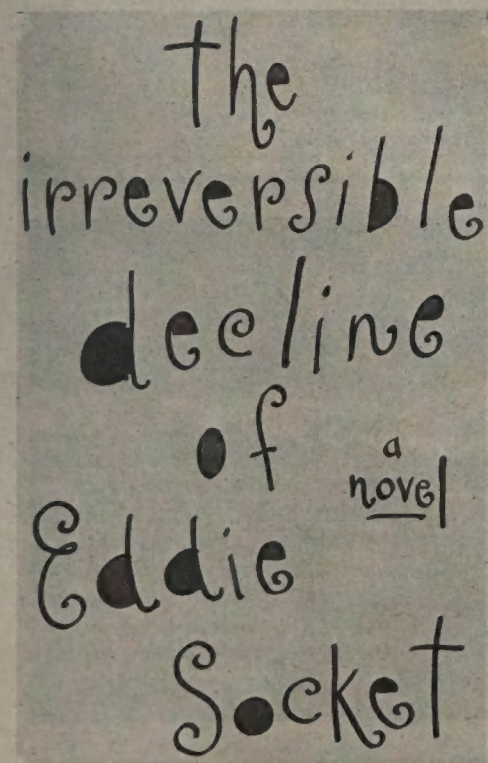 the
irreversible
decline
of
a
novel
Eddie
Socket